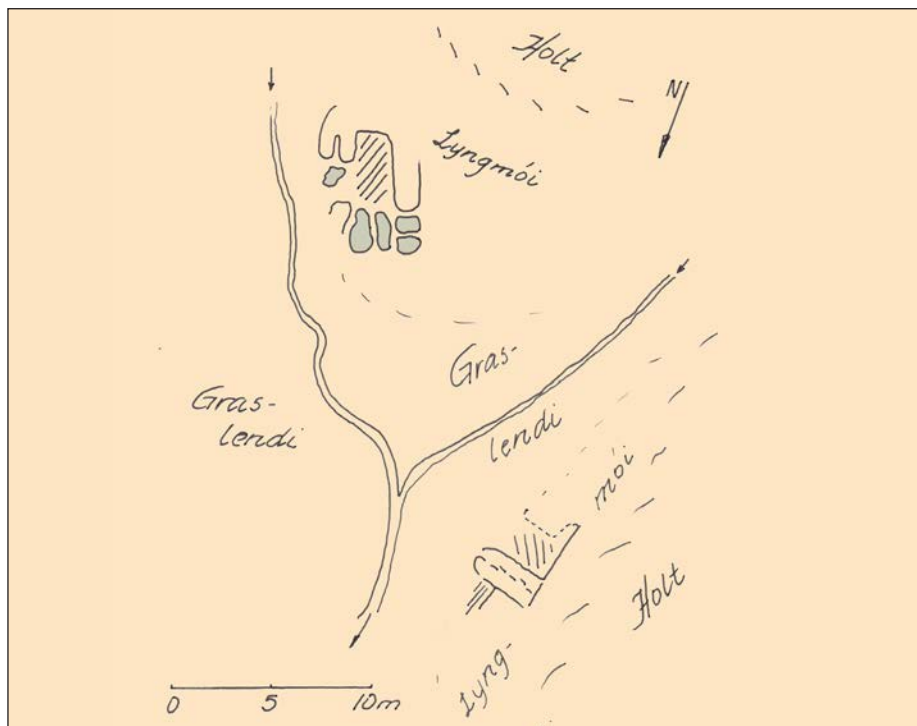 Holt
N
Lyngmói
Gras-
lendi
Gras-
lendi
Lyng-
mói
Holt
0 5 10m